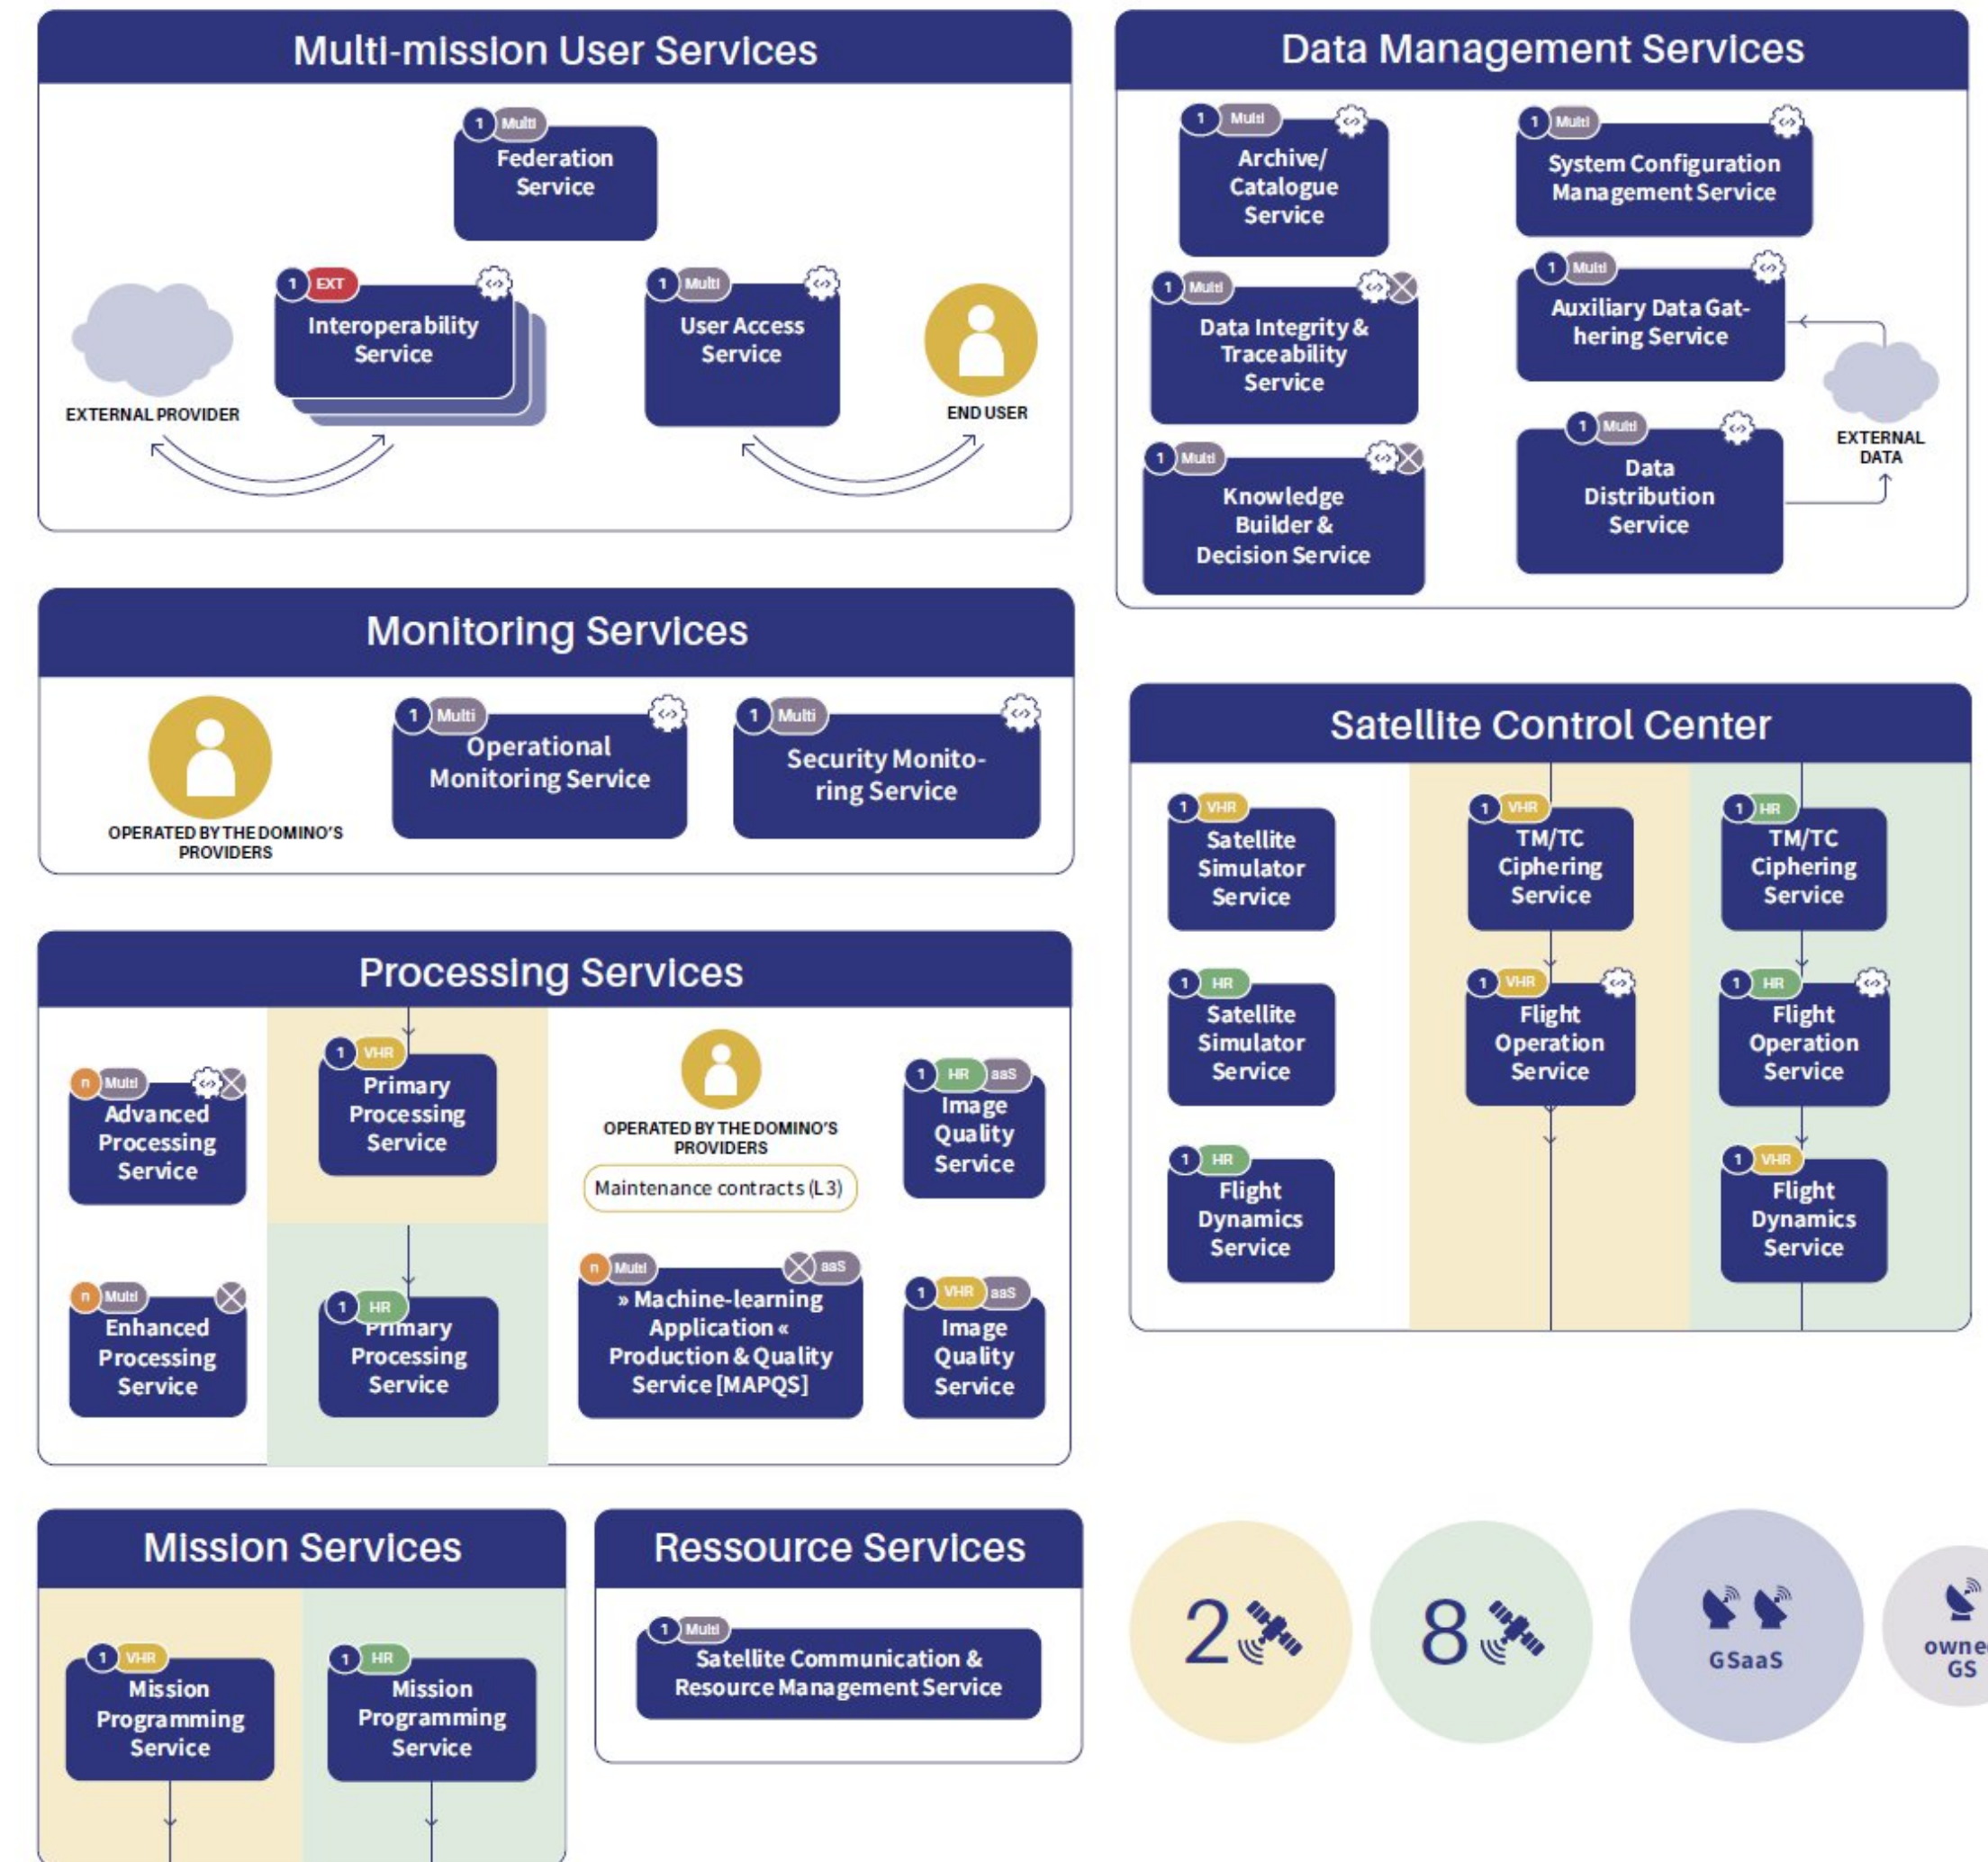 Multi-mission User Services
1 Multi
Federation
Service
1 EXT
Interoperability
Service
1 Multi
User Access
Service
EXTERNAL PROVIDER
END USER
Data Management Services
1 Multi
Archive/
Catalogue
Service
1 Multi
System Configuration
Management Service
1 Multi
Data Integrity &
Traceability
Service
1 Multi
Auxiliary Data Gat-
hering Service
1 Multi
Knowledge
Builder &
Decision Service
1 Multi
Data
Distribution
Service
EXTERNAL
DATA
Monitoring Services
OPERATED BY THE DOMINO'S
PROVIDERS
1 Multi
Operational
Monitoring Service
1 Multi
Security Monito-
ring Service
Satellite Control Center
1 VHR
Satellite
Simulator
Service
1 VHR
TM/TC
Ciphering
Service
1 HR
TM/TC
Ciphering
Service
1 HR
Satellite
Simulator
Service
1 VHR
Flight
Operation
Service
1 HR
Flight
Operation
Service
1 HR
Flight
Dynamics
Service
1 VHR
Flight
Dynamics
Service
Processing Services
n Multi
Advanced
Processing
Service
1 VHR
Primary
Processing
Service
OPERATED BY THE DOMINO'S
PROVIDERS
Maintenance contracts (L3)
1 HR aaS
Image
Quality
Service
n Multi
Enhanced
Processing
Service
1 HR
Primary
Processing
Service
n Multi aaS
» Machine-learning
Application «
Production & Quality
Service [MAPQS]
1 VHR aaS
Image
Quality
Service
Mission Services
1 VHR
Mission
Programming
Service
1 HR
Mission
Programming
Service
Ressource Services
1 Multi
Satellite Communication &
Resource Management Service
2
8
GSaaS
GS